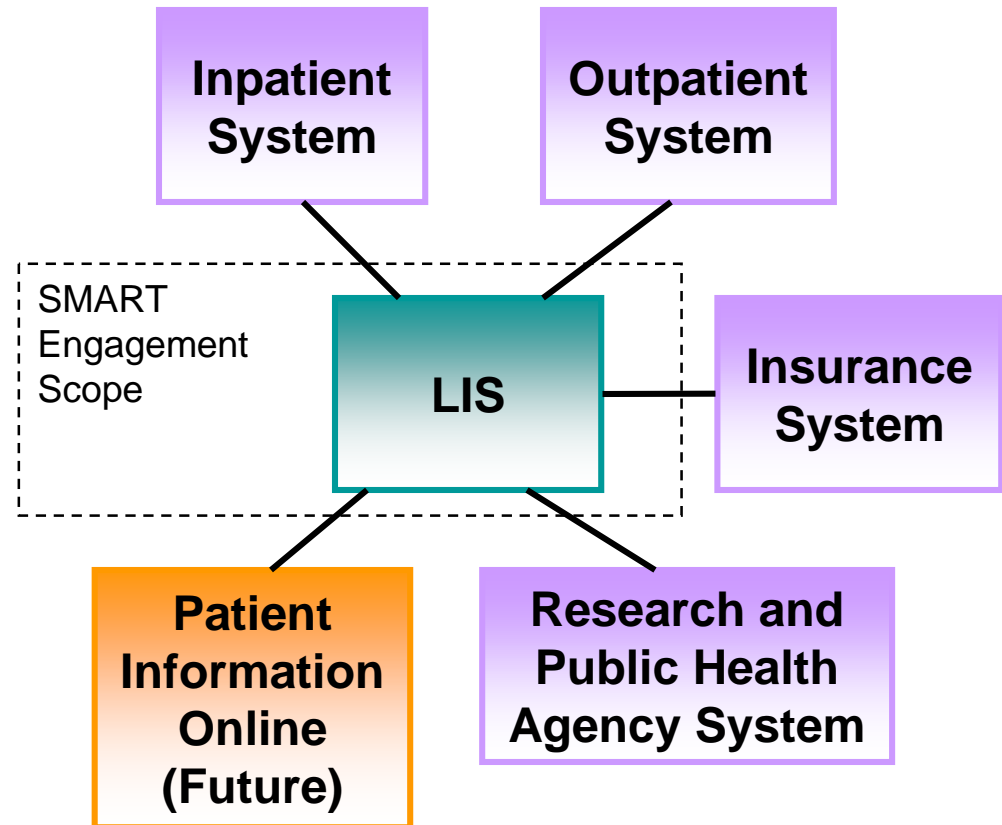 Inpatient
System
Outpatient
System
SMART
Engagement
Scope
LIS
Insurance
System
Patient
Information
Online
(Future)
Research and
Public Health
Agency System